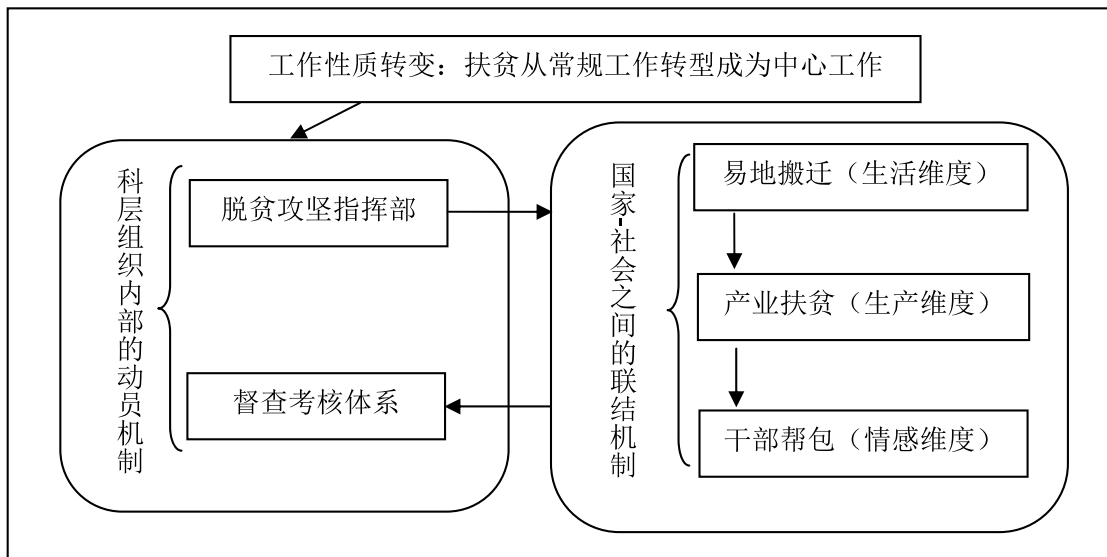 工作性质转变：扶贫从常规工作转型成为中心工作
科层组织内部的动员机制
脱贫攻坚指挥部
督查考核体系
国家-社会之间的联结机制
易地搬迁（生活维度）
产业扶贫（生产维度）
干部帮包（情感维度）